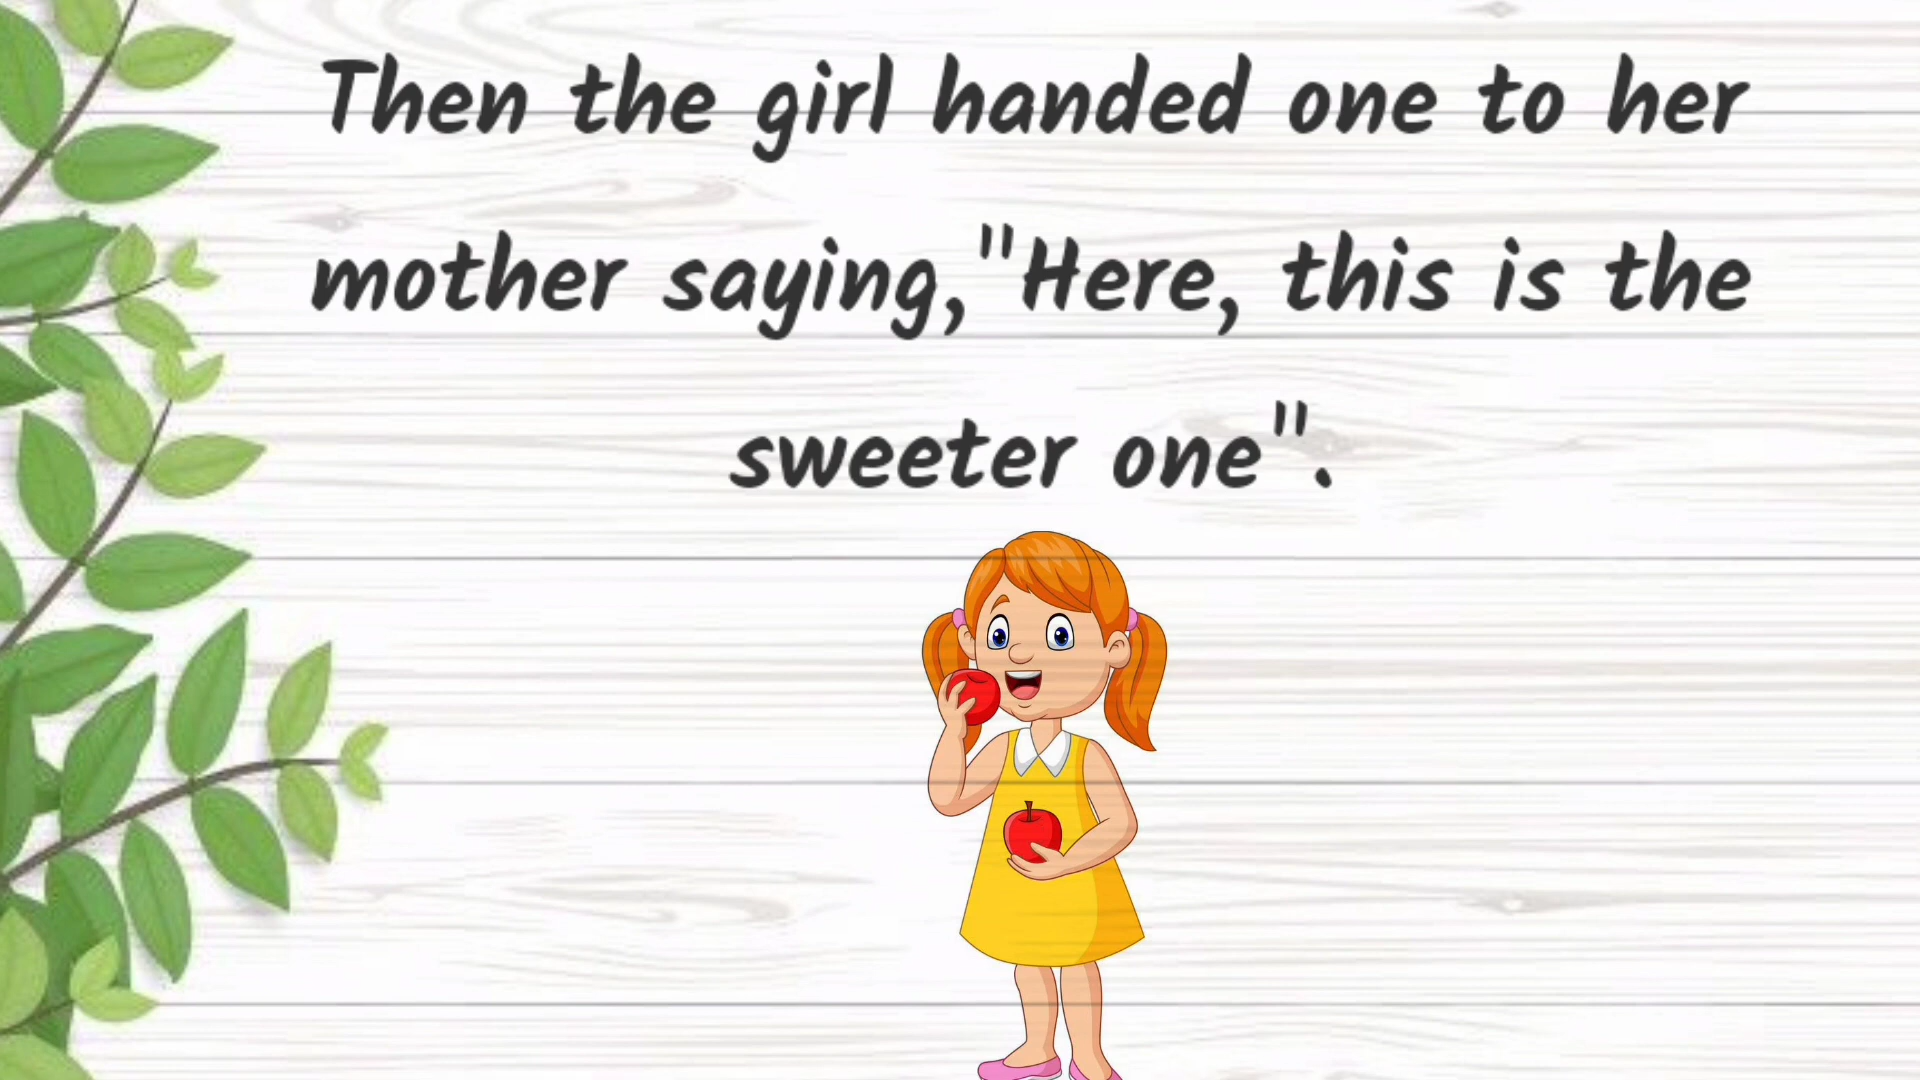 Then the girl handed one to her
mother saying,"Here, this is the
sweeter one".